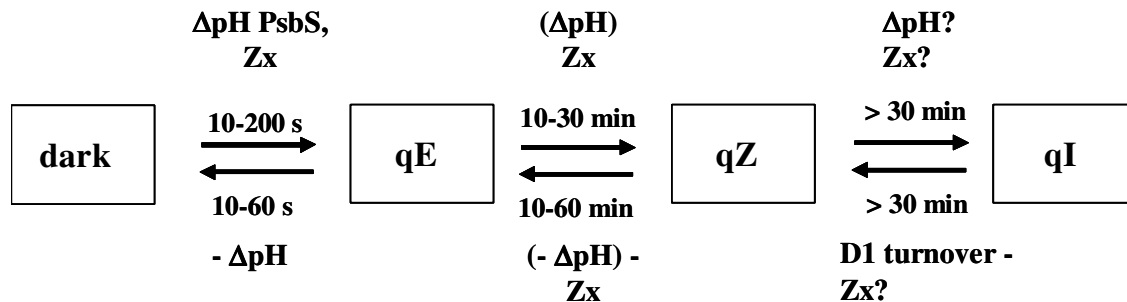 ΔpH PsbS,
Zx
(ΔpH)
Zx
ΔpH?
Zx?
dark
10-200 s
10-60 s
qE
10-30 min
10-60 min
qZ
> 30 min
> 30 min
qI
- ΔpH
(- ΔpH) -
Zx
D1 turnover -
Zx?